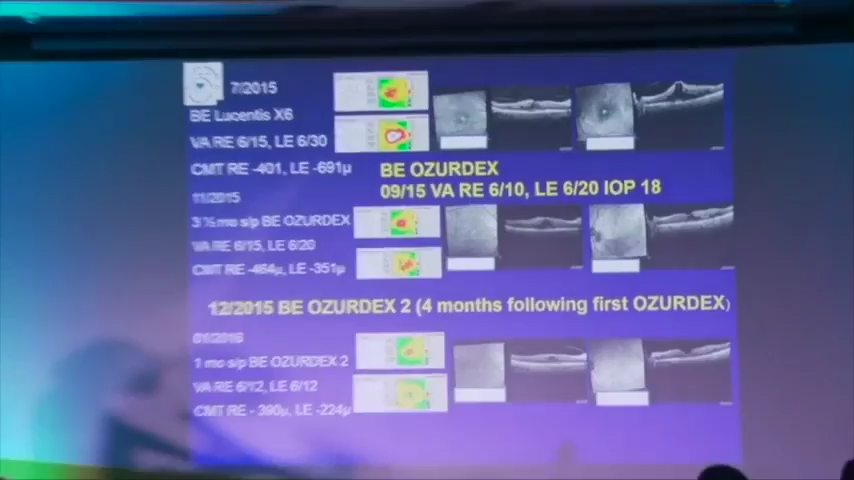 7/2015
BE Lucentis X6
VA RE 6/15, LE 6/30
CMT RE -401, LE -691µ
BE OZURDEX
09/15 VA RE 6/10, LE 6/20 IOP 18
11/2015
3 ½ mo s/p BE OZURDEX
VA RE 6/15, LE 6/20
CMT RE -464µ, LE -351µ
12/2015 BE OZURDEX 2 (4 months following first OZURDEX)
01/2016
1 mo s/p BE OZURDEX 2
VA RE 6/12, LE 6/12
CMT RE - 390µ, LE -224µ